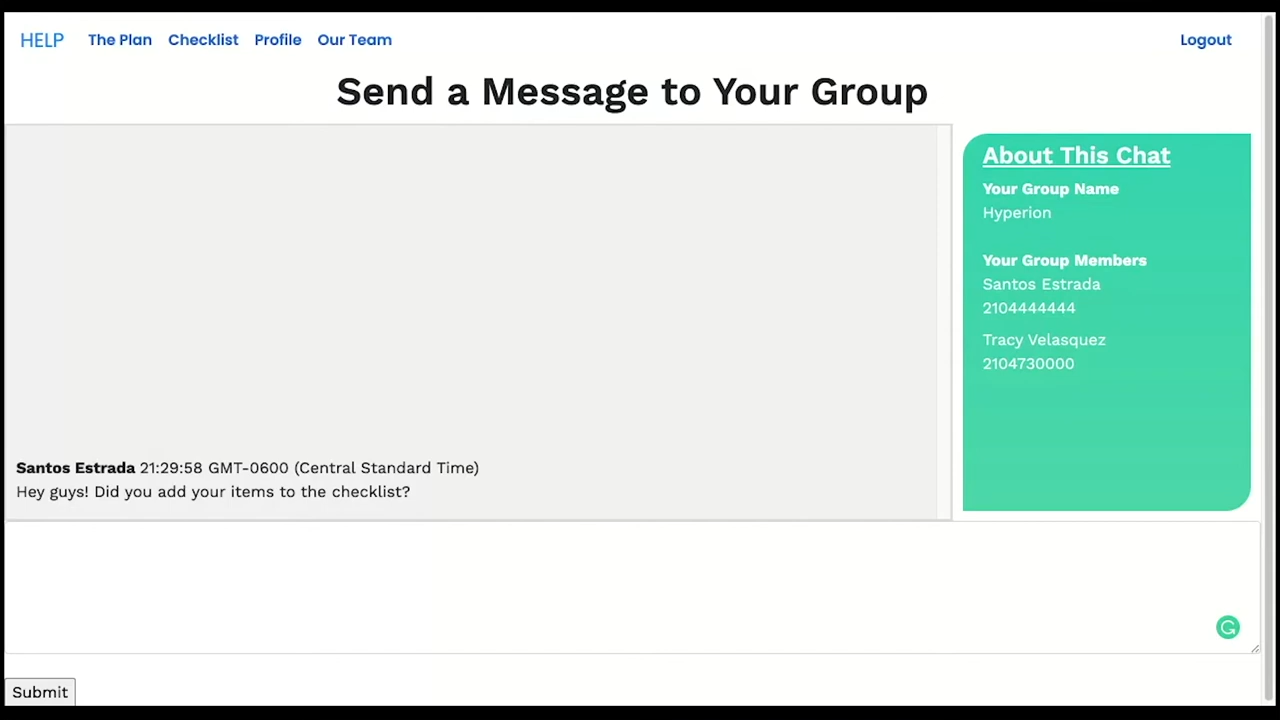 HELP The Plan Checklist Profile Our Team Logout
Send a Message to Your Group
Santos Estrada 21:29:58 GMT-0600 (Central Standard Time)
Hey guys! Did you add your items to the checklist?
About This Chat
Your Group Name
Hyperion
Your Group Members
Santos Estrada
2104444444
Tracy Velasquez
2104730000
Submit